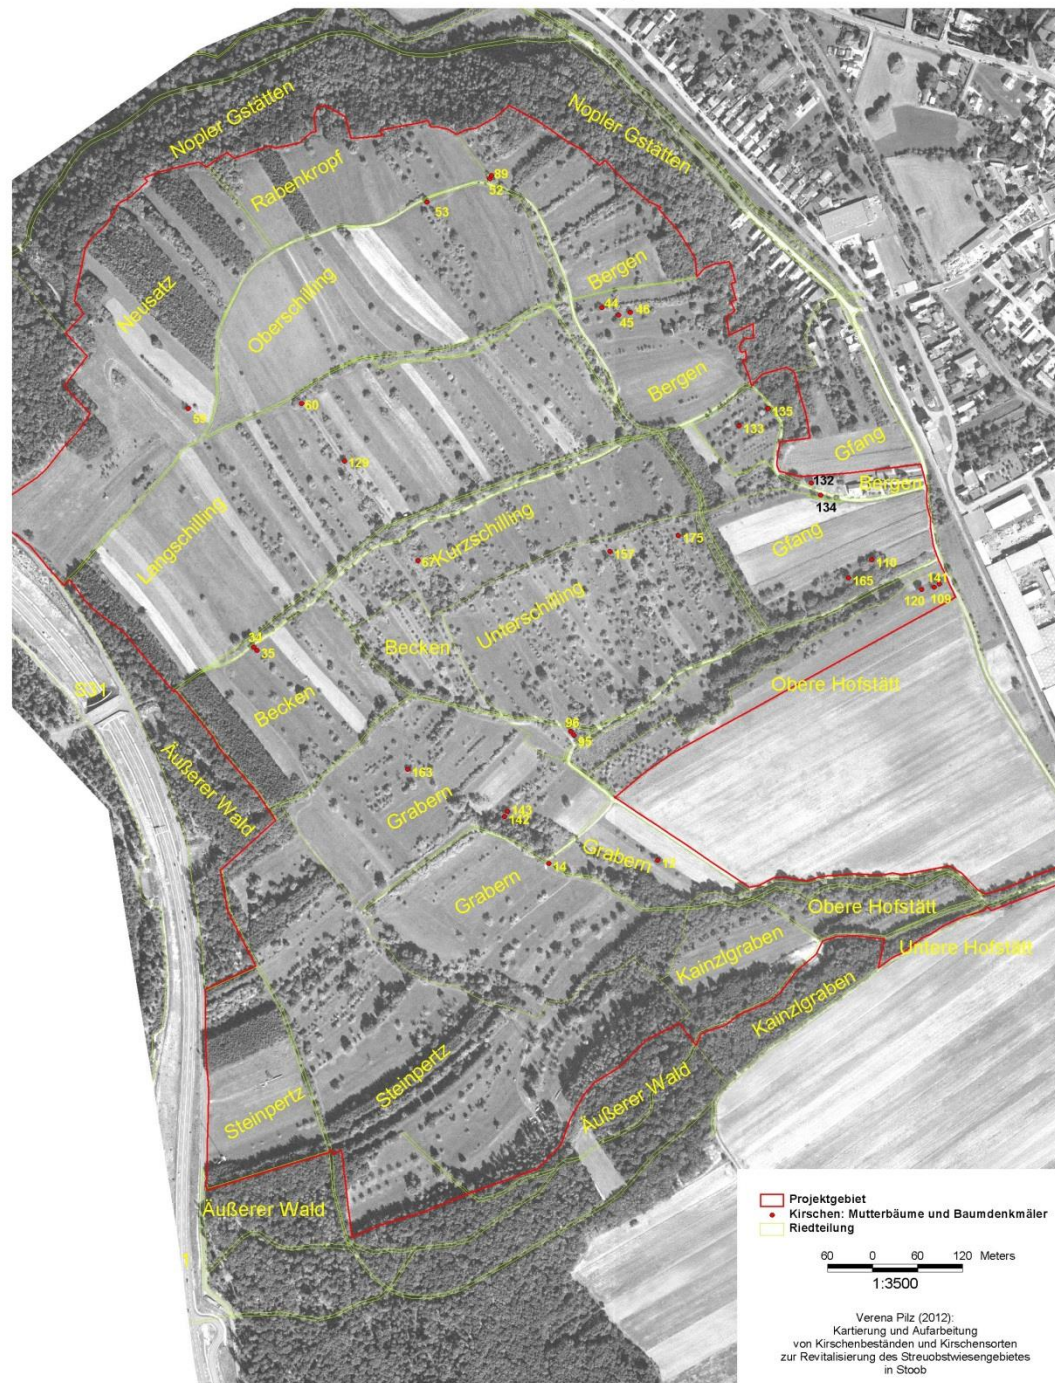 Nopler Gstätten
Nopler Gstätten
Rabenkropf
89
52
53
Bergen
Neusatz
Oberschilling
44
46
45
Bergen
60
135
133
129
Gfang
132
Bergen
134
Langschilling
Kurzschilling
175
Gfang
157
67
110
165
141
120
109
Unterschilling
34
35
Becken
Becken
Obere Hofstätt
S31
96
95
Äußerer Wald
163
Grabern
143
142
14
Grabern
Grabern
Obere Hofstätt
Kainzlgraben
Untere Hofstätt
Kainzlgraben
Steinpertz
Steinpertz
Äußerer Wald
Äußerer Wald
Projektgebiet
Kirschen: Mutterbäume und Baumdenkmäler
Riedteilung
60 0 60 120 Meters
1:3500
Verena Pilz (2012):
Kartierung und Aufarbeitung
von Kirschenbeständen und Kirschensorten
zur Revitalisierung des Streuobstwiesengebietes
in Stoob